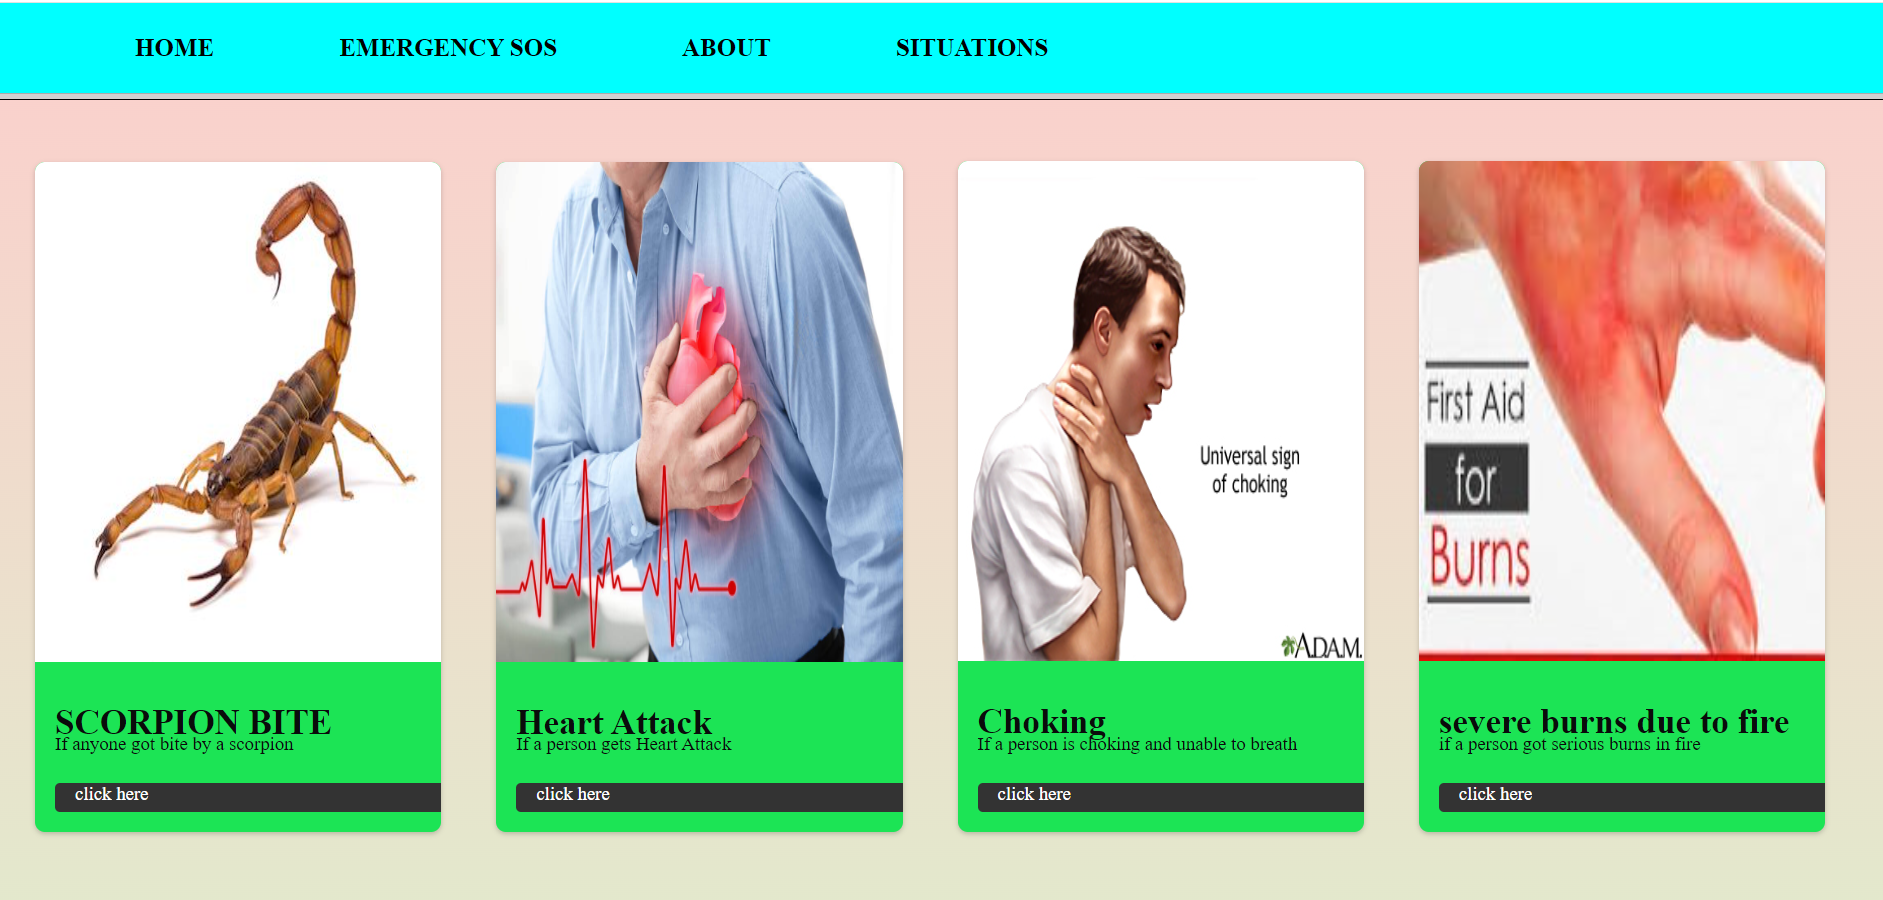 HOME EMERGENCY SOS ABOUT SITUATIONS
Universal sign
of choking
A.D.A.M.
First Aid
for
Burns
SCORPION BITE
If anyone got bite by a scorpion
click here
Heart Attack
If a person gets Heart Attack
click here
Choking
If a person is choking and unable to breath
click here
severe burns due to fire
if a person got serious burns in fire
click here